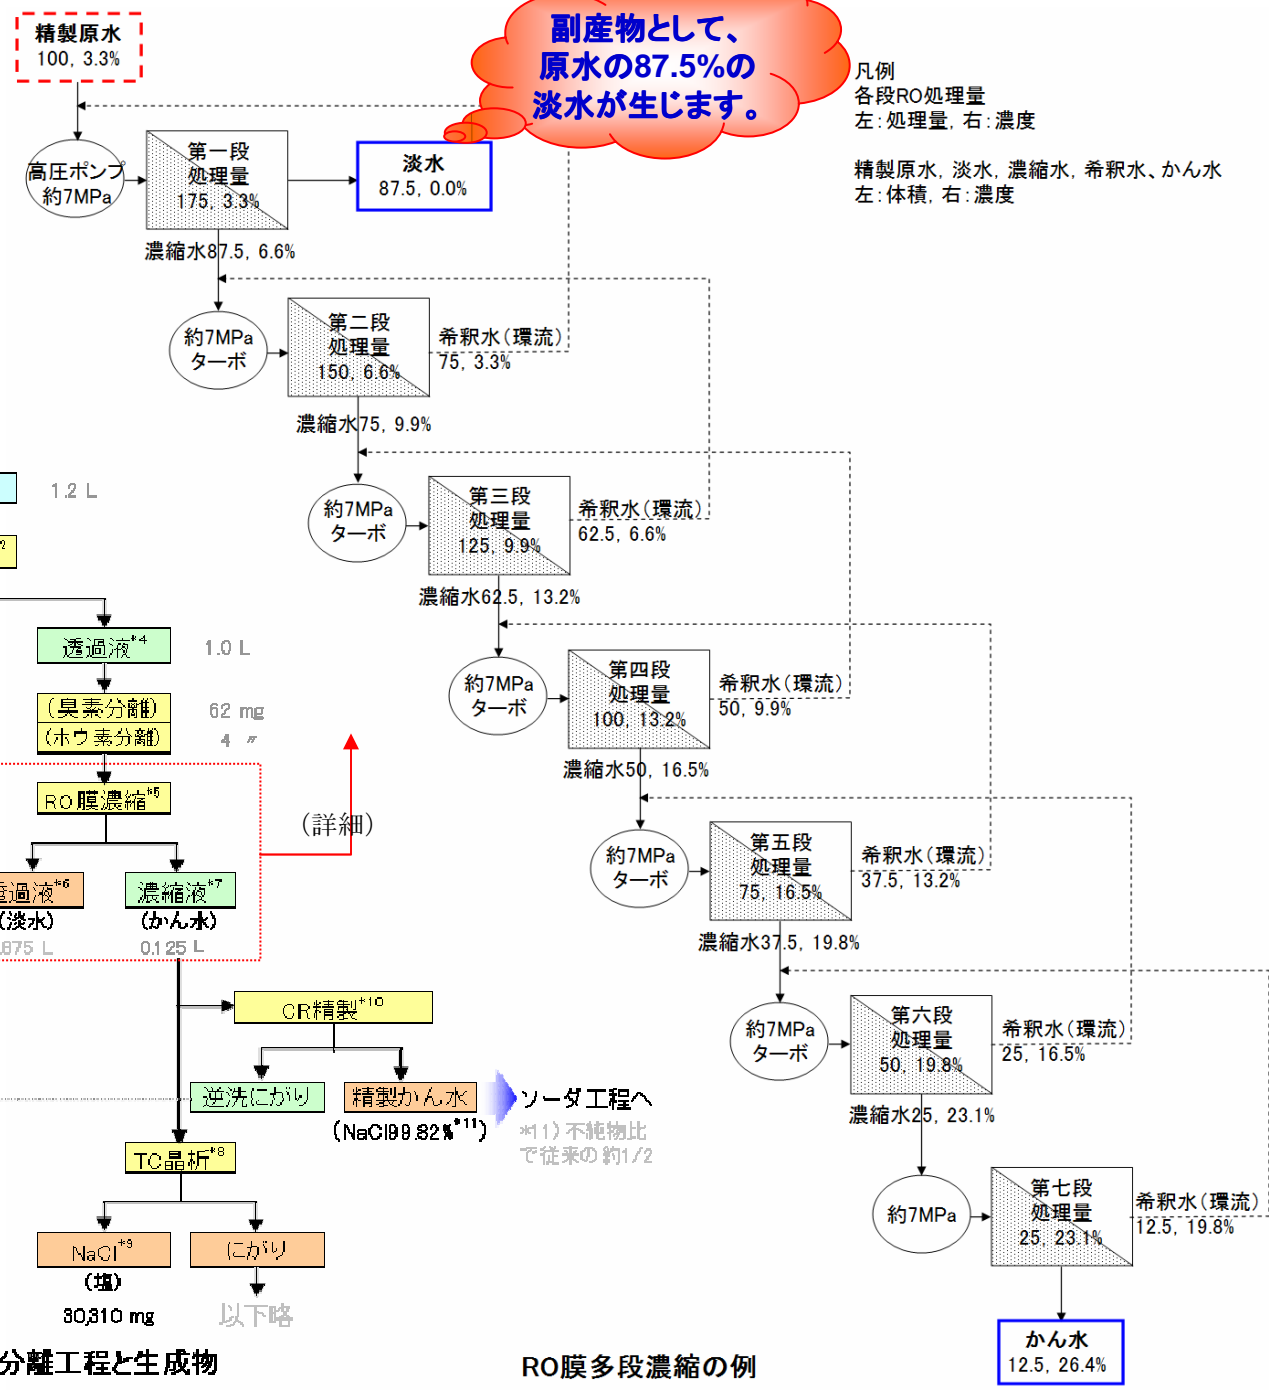 精製原水
100, 3.3%
副産物として、
原水の87.5%の
淡水が生じます。
凡例
各段RO処理量
左：処理量, 右：濃度
精製原水, 淡水, 濃縮水, 希釈水、かん水
左：体積, 右：濃度
高圧ポンプ
約7MPa
第一段
処理量
175, 3.3%
淡水
87.5, 0.0%
濃縮水87.5, 6.6%
約7MPa
ターボ
第二段
処理量
150, 6.6%
希釈水（環流）
75, 3.3%
濃縮水75, 9.9%
約7MPa
ターボ
第三段
処理量
125, 9.9%
希釈水（環流）
62.5, 6.6%
濃縮水62.5, 13.2%
約7MPa
ターボ
第四段
処理量
100, 13.2%
希釈水（環流）
50, 9.9%
濃縮水50, 16.5%
約7MPa
ターボ
第五段
処理量
75, 16.5%
希釈水（環流）
37.5, 13.2%
濃縮水37.5, 19.8%
約7MPa
ターボ
第六段
処理量
50, 19.8%
希釈水（環流）
25, 16.5%
濃縮水25, 23.1%
約7MPa
第七段
処理量
25, 23.1%
希釈水（環流）
12.5, 19.8%
かん水
12.5, 26.4%
RO膜多段濃縮の例
1.2 L
*2
透過液*4
1.0 L
(臭素分離)
62 mg
(ホウ素分離)
4 〃
RO膜濃縮*5
（詳細）
透過液*6
(淡水)
.875 L
濃縮液*7
(かん水)
0.125 L
CR精製*10
逆洗にがり
精製かん水
(NaCl99.82%*11)
ソーダ工程へ
*11) 不純物比
で従来の約1/2
TC晶析*8
NaCl*9
(塩)
30,310 mg
にがり
以下略
分離工程と生成物